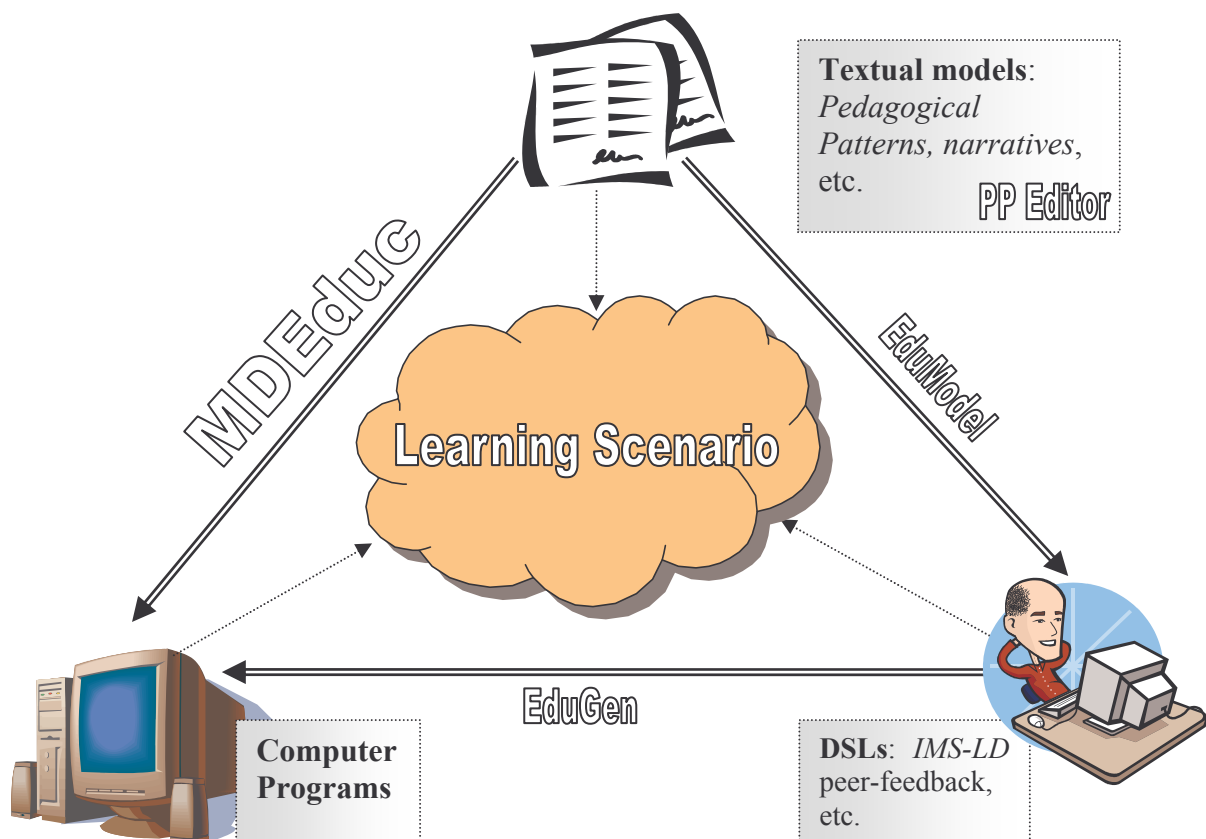 Textual models:
Pedagogical
Patterns, narratives,
etc.
PP Editor
MDEduc
EduModel
Learning Scenario
EduGen
Computer
Programs
DSLs: IMS-LD
peer-feedback,
etc.